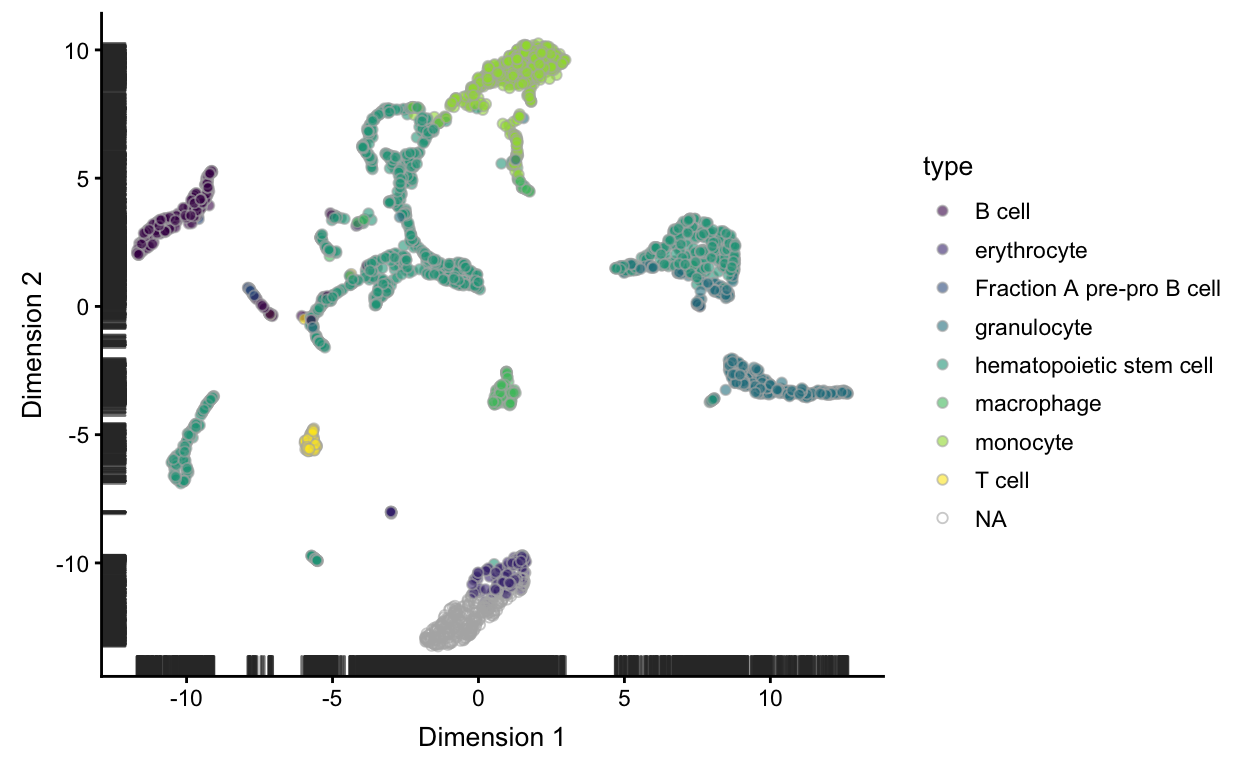 10
5
0
-5
-10
Dimension 2
-10 -5 0 5 10
Dimension 1
type
B cell
erythrocyte
Fraction A pre-pro B cell
granulocyte
hematopoietic stem cell
macrophage
monocyte
T cell
NA